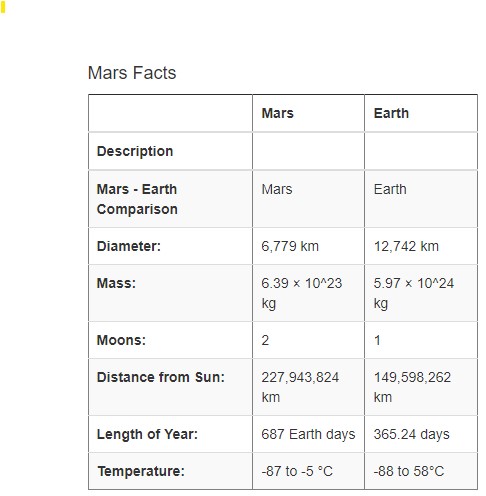 Mars Facts
Mars Earth
Description
Mars - Earth Mars Earth
Comparison
Diameter: 6,779 km 12,742 km
Mass: 6.39 × 10^23 5.97 × 10^24
kg kg
Moons: 2 1
Distance from Sun: 227,943,824 149,598,262
km km
Length of Year: 687 Earth days 365.24 days
Temperature: -87 to -5 °C -88 to 58°C